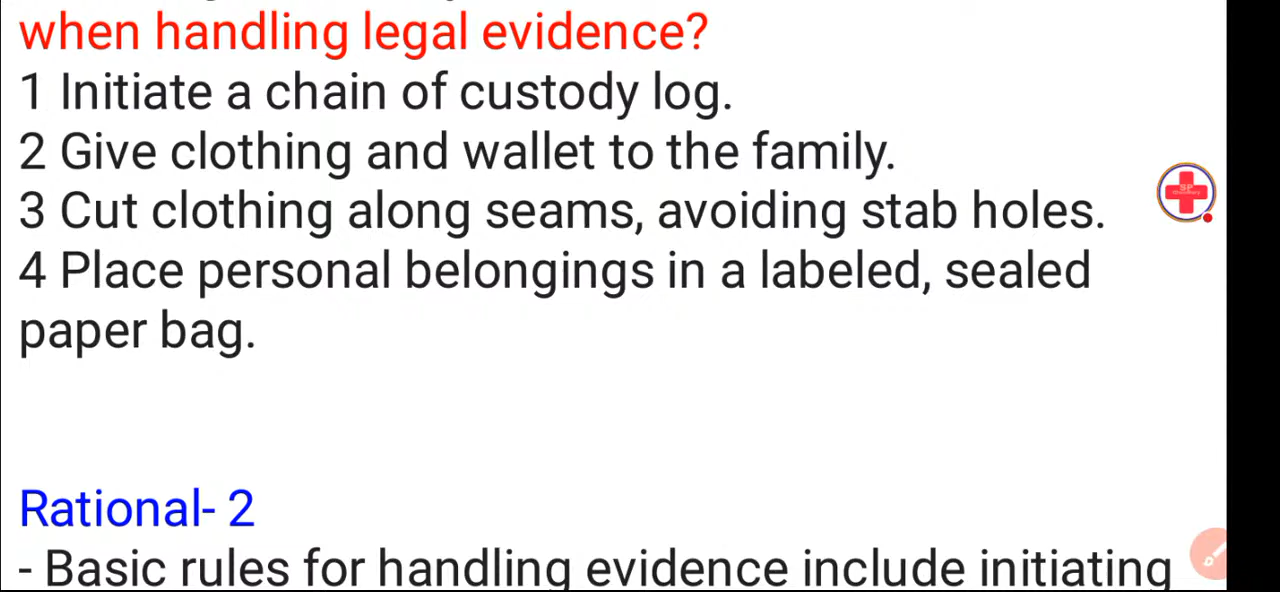 when handling legal evidence?
1 Initiate a chain of custody log.
2 Give clothing and wallet to the family.
3 Cut clothing along seams, avoiding stab holes.
4 Place personal belongings in a labeled, sealed
paper bag.
SP
Rational- 2
- Basic rules for handling evidence include initiating